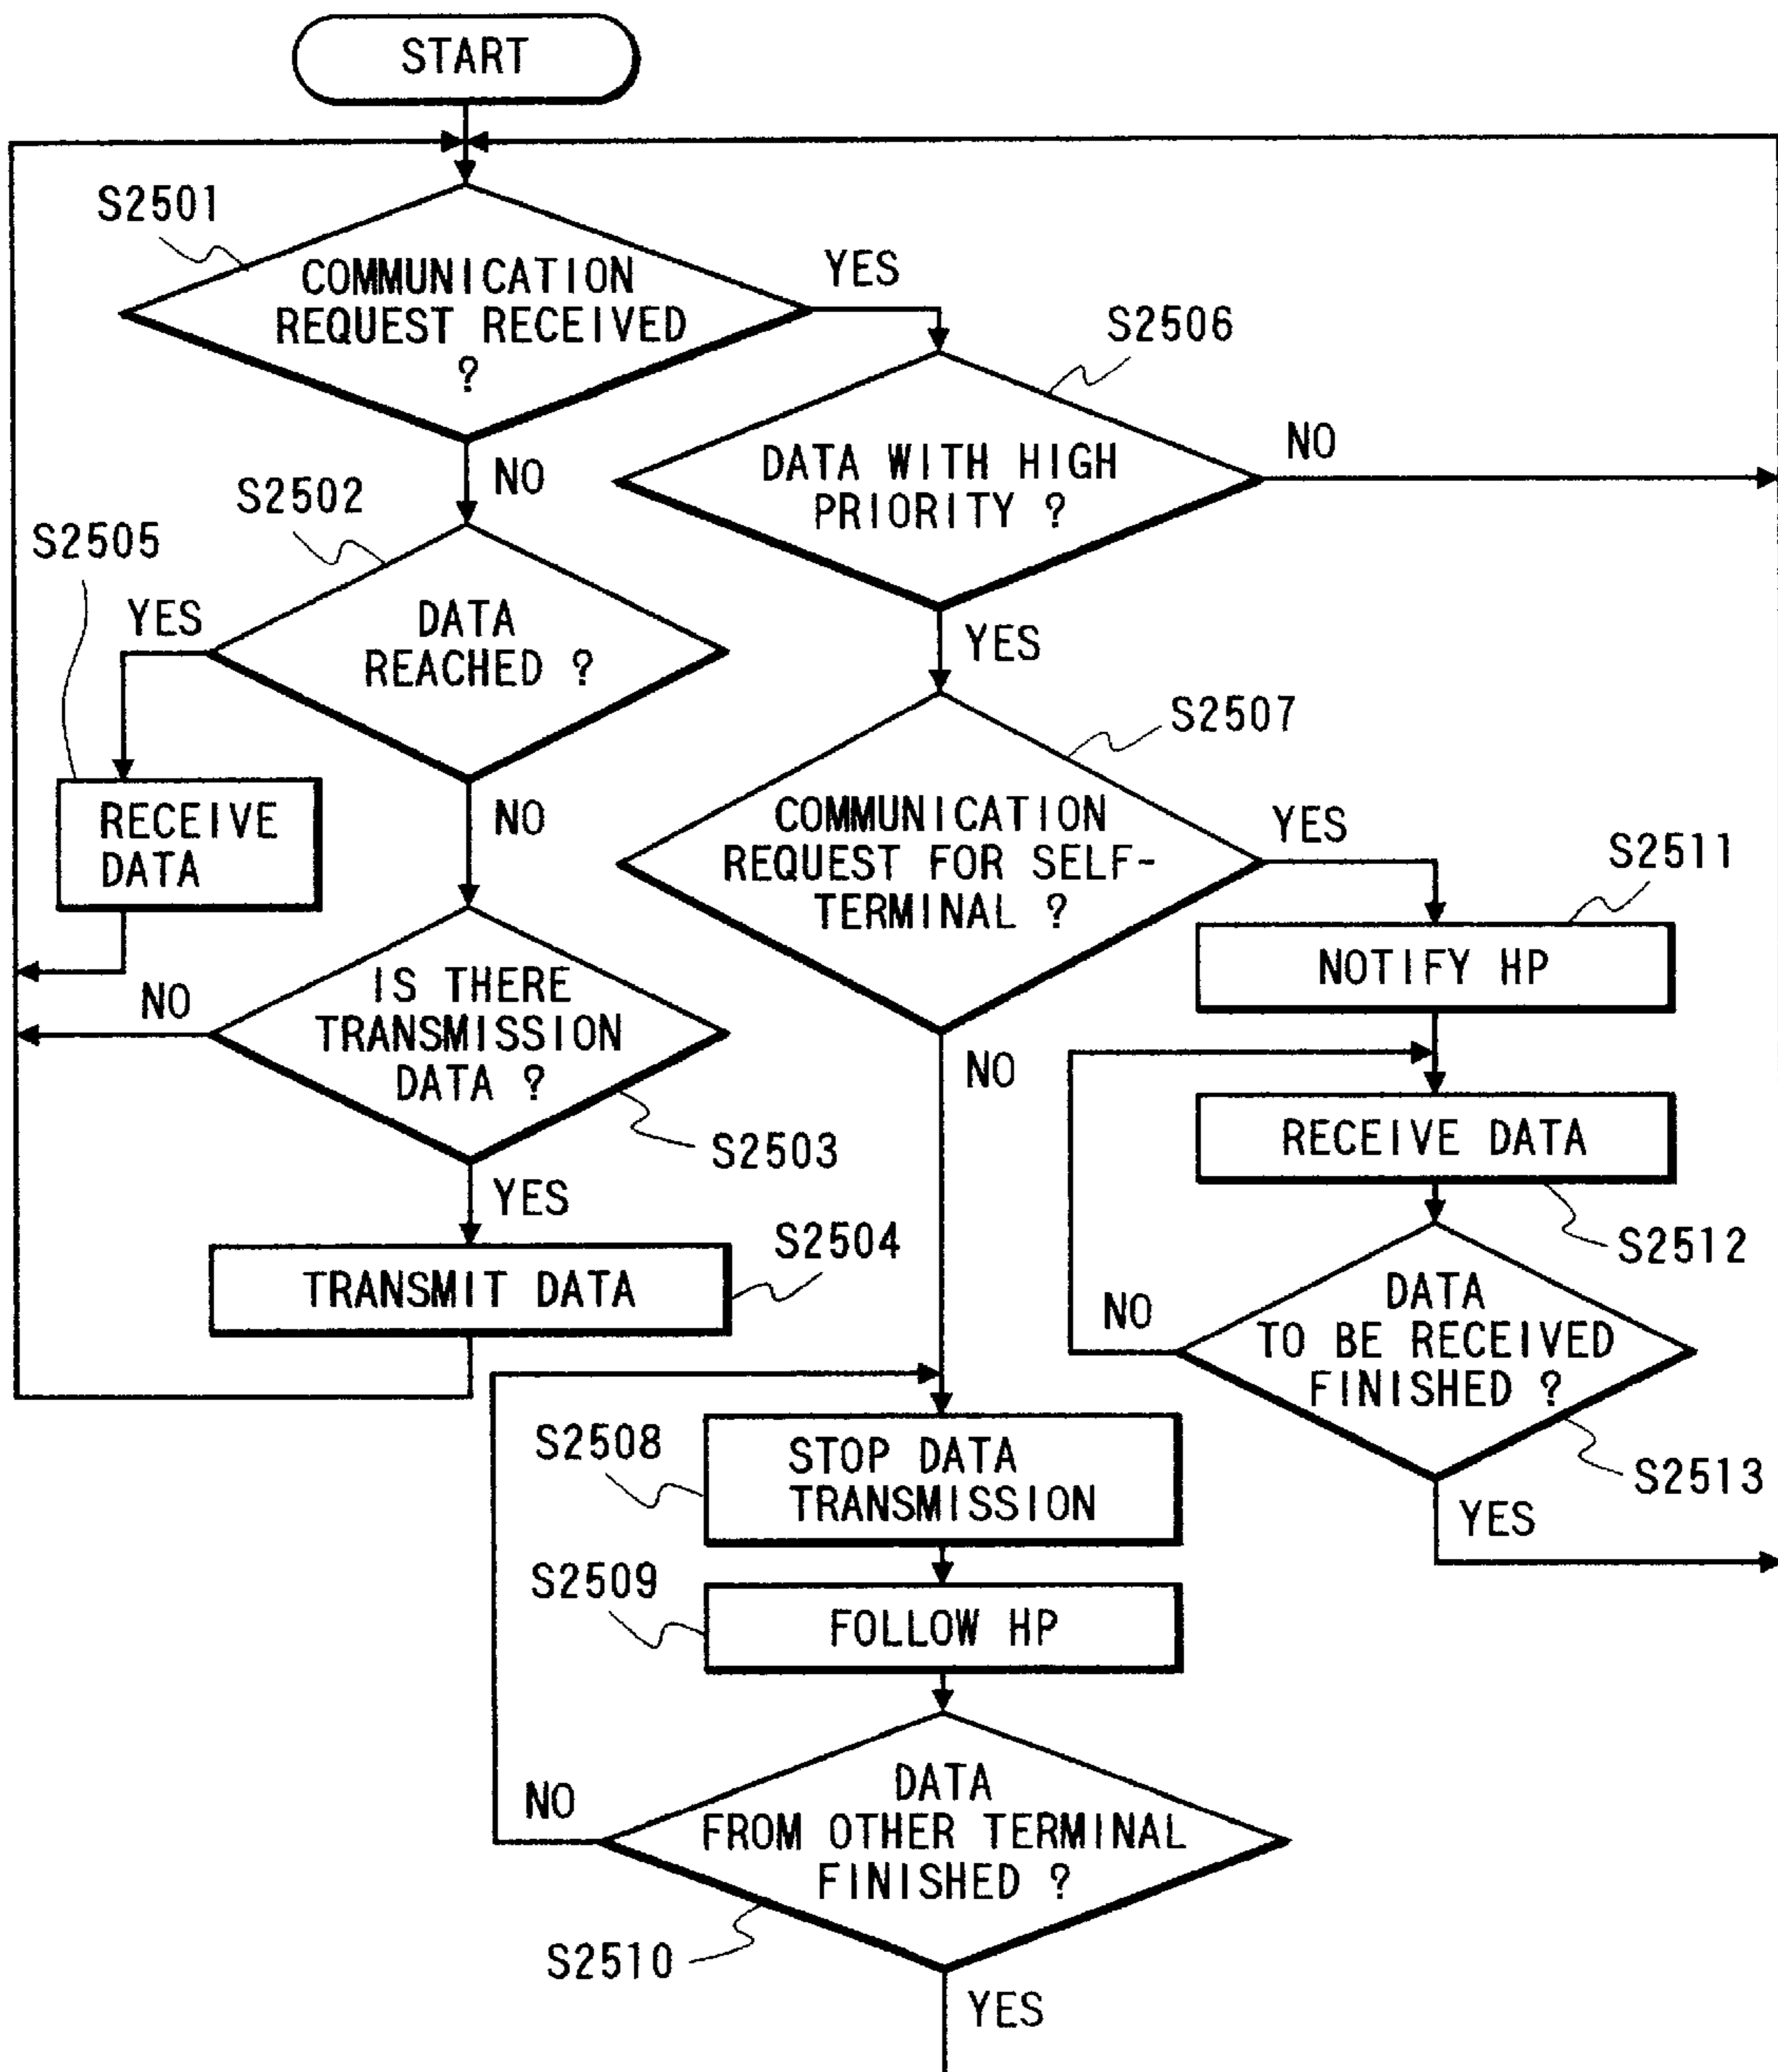 START
S2501
COMMUNICATION
REQUEST RECEIVED
?
YES
NO
S2506
DATA WITH HIGH
PRIORITY ?
NO
YES
S2502
DATA
REACHED ?
YES
NO
S2505
RECEIVE
DATA
S2507
COMMUNICATION
REQUEST FOR SELF-
TERMINAL ?
YES
NO
S2511
NOTIFY HP
IS THERE
TRANSMISSION
DATA ?
NO
S2503
YES
RECEIVE DATA
S2512
S2504
TRANSMIT DATA
DATA
TO BE RECEIVED
FINISHED ?
NO
S2513
YES
S2508
STOP DATA
TRANSMISSION
S2509
FOLLOW HP
DATA
FROM OTHER TERMINAL
FINISHED ?
NO
S2510
YES